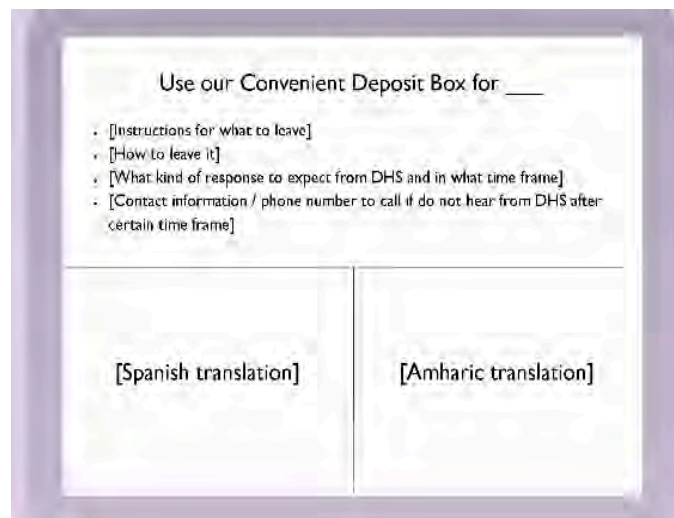 Use our Convenient Deposit Box for ___
• [Instructions for what to leave]
• [How to leave it]
• [What kind of response to expect from DHS and in what time frame]
• [Contact information / phone number to call if do not hear from DHS after
certain time frame]
[Spanish translation]
[Amharic translation]